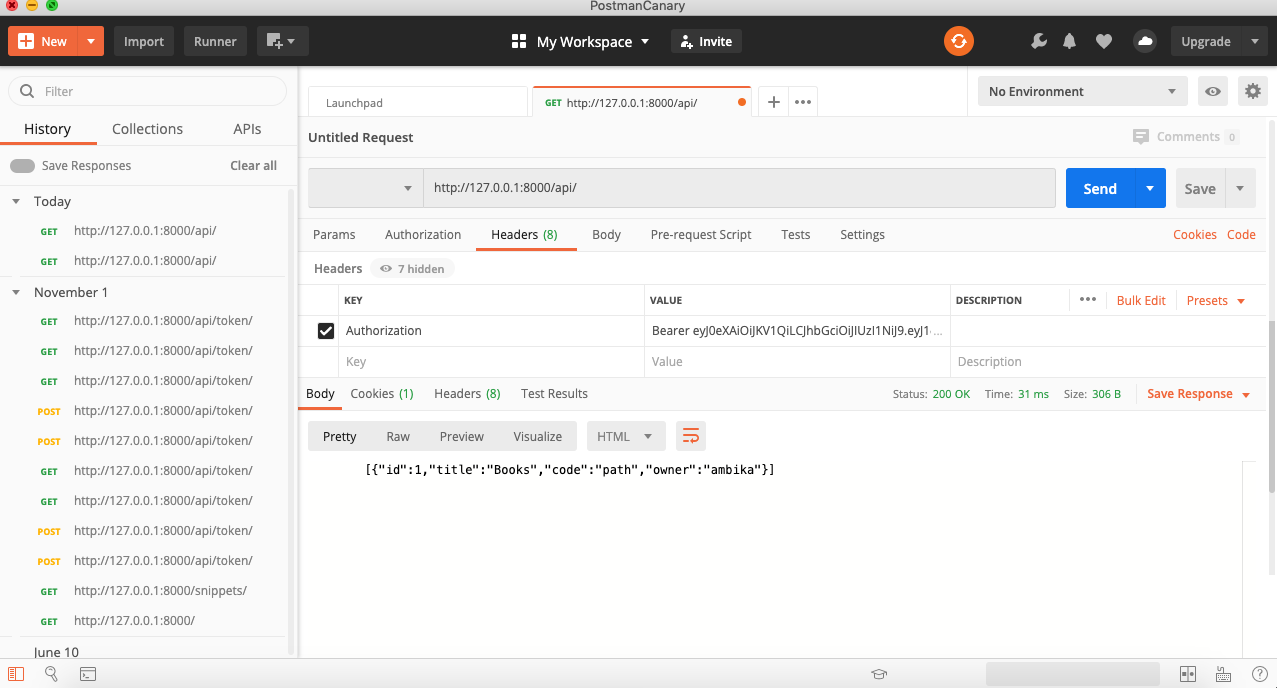 PostmanCanary
New Import Runner My Workspace Invite Upgrade
Filter
History Collections APIs
Save Responses Clear all
Today
GET http://127.0.0.1:8000/api/
GET http://127.0.0.1:8000/api/
November 1
GET http://127.0.0.1:8000/api/token/
GET http://127.0.0.1:8000/api/token/
GET http://127.0.0.1:8000/api/token/
POST http://127.0.0.1:8000/api/token/
POST http://127.0.0.1:8000/api/token/
GET http://127.0.0.1:8000/api/token/
GET http://127.0.0.1:8000/api/token/
POST http://127.0.0.1:8000/api/token/
POST http://127.0.0.1:8000/api/token/
GET http://127.0.0.1:8000/snippets/
GET http://127.0.0.1:8000/
June 10
Launchpad GET http://127.0.0.1:8000/api/ No Environment
Untitled Request Comments 0
http://127.0.0.1:8000/api/ Send Save
Params Authorization Headers (8) Body Pre-request Script Tests Settings Cookies Code
Headers 7 hidden
KEY VALUE DESCRIPTION Bulk Edit Presets
Authorization Bearer eyJ0eXAiOiJKV1QiLCJhbGciOiJIUzI1NiJ9.eyJ1 ...
Key Value Description
Body Cookies (1) Headers (8) Test Results Status: 200 OK Time: 31 ms Size: 306 B Save Response
Pretty Raw Preview Visualize HTML
[{"id":1,"title":"Books","code":"path","owner":"ambika"}]